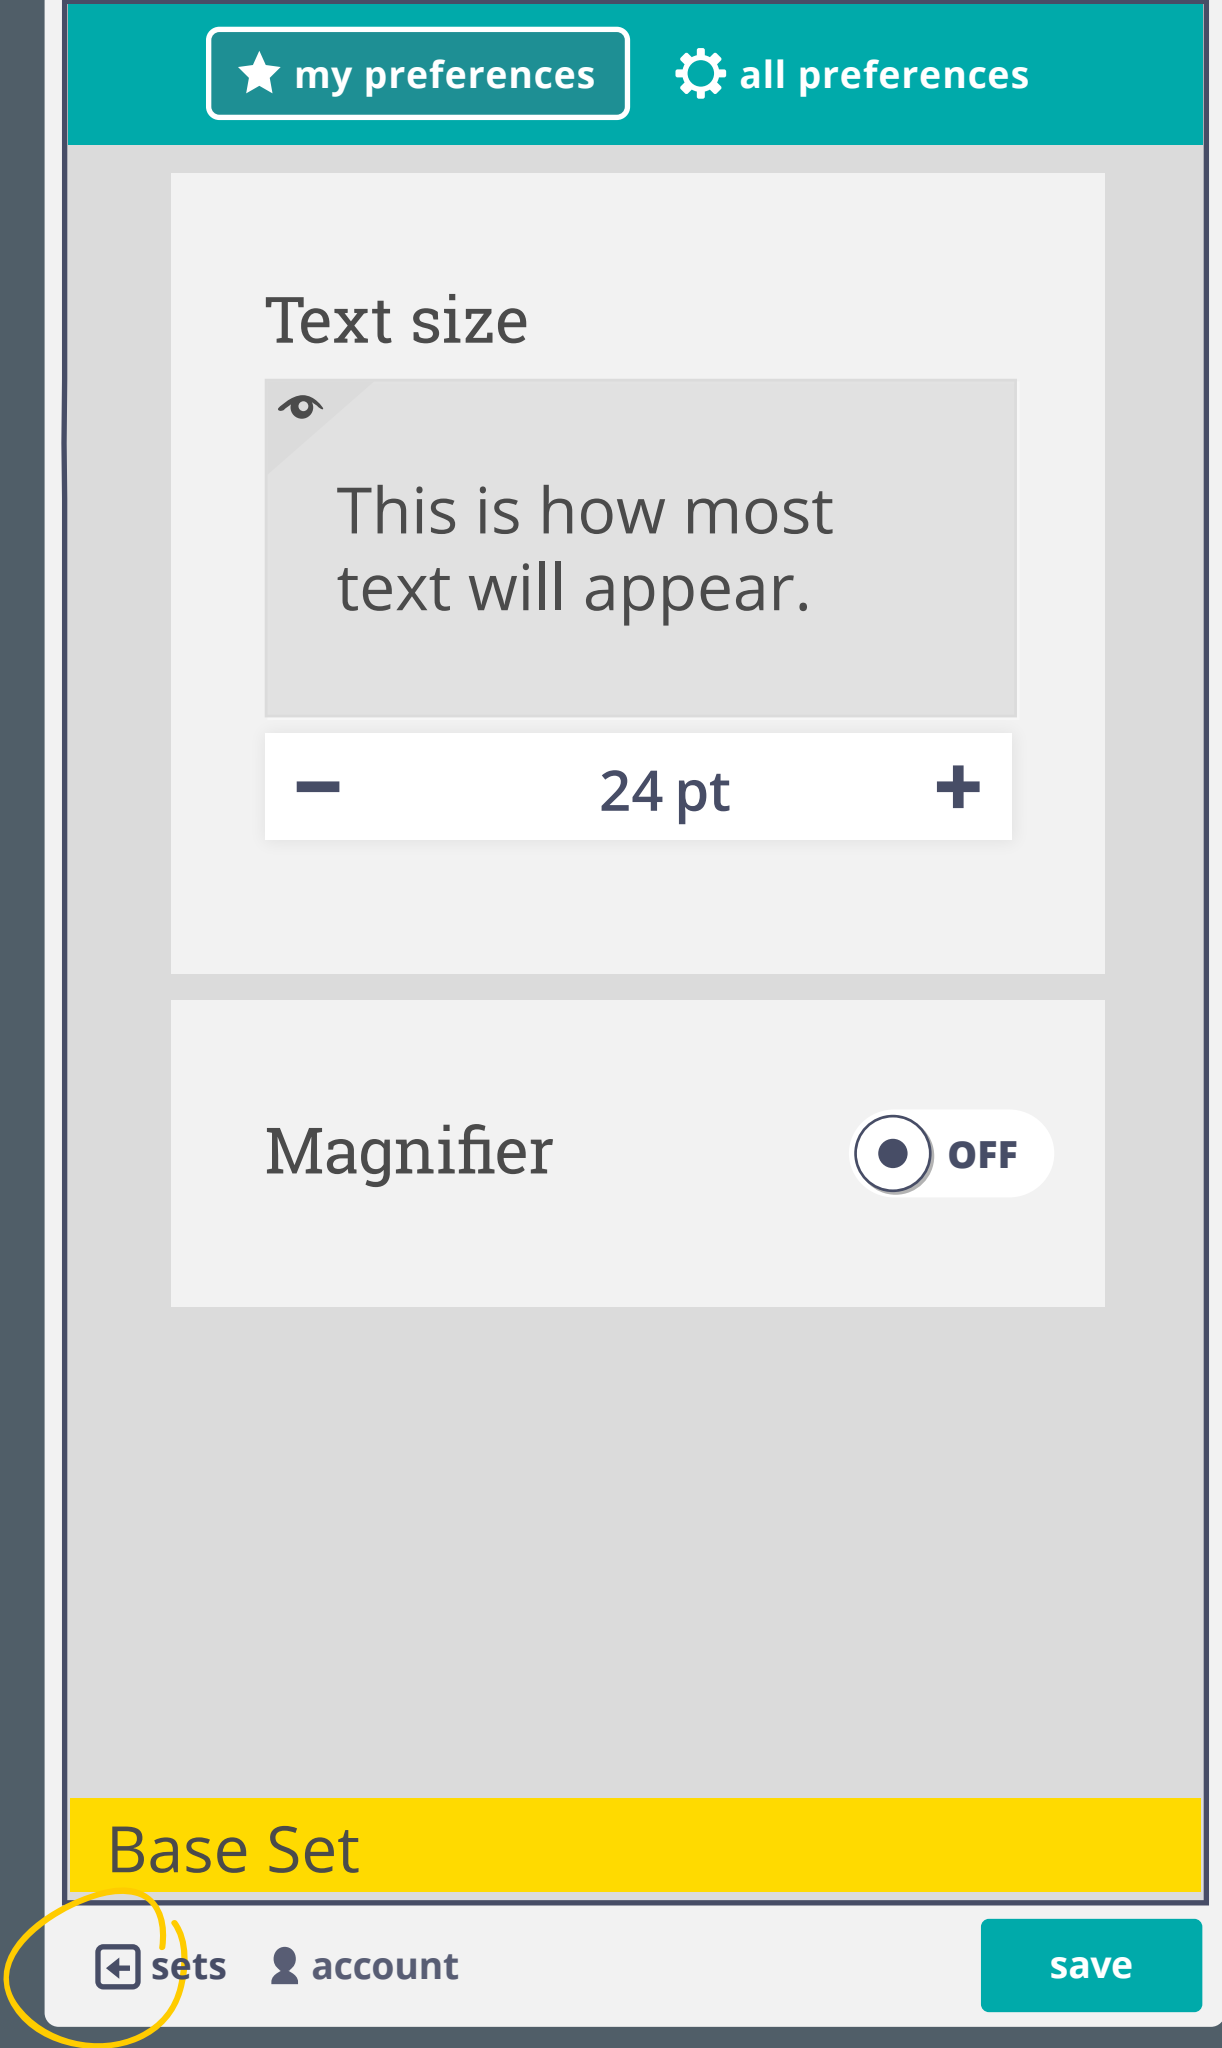 my preferences
all preferences
Text size
This is how most
text will appear.
24 pt
Magnifier
OFF
Base Set
sets
account
save